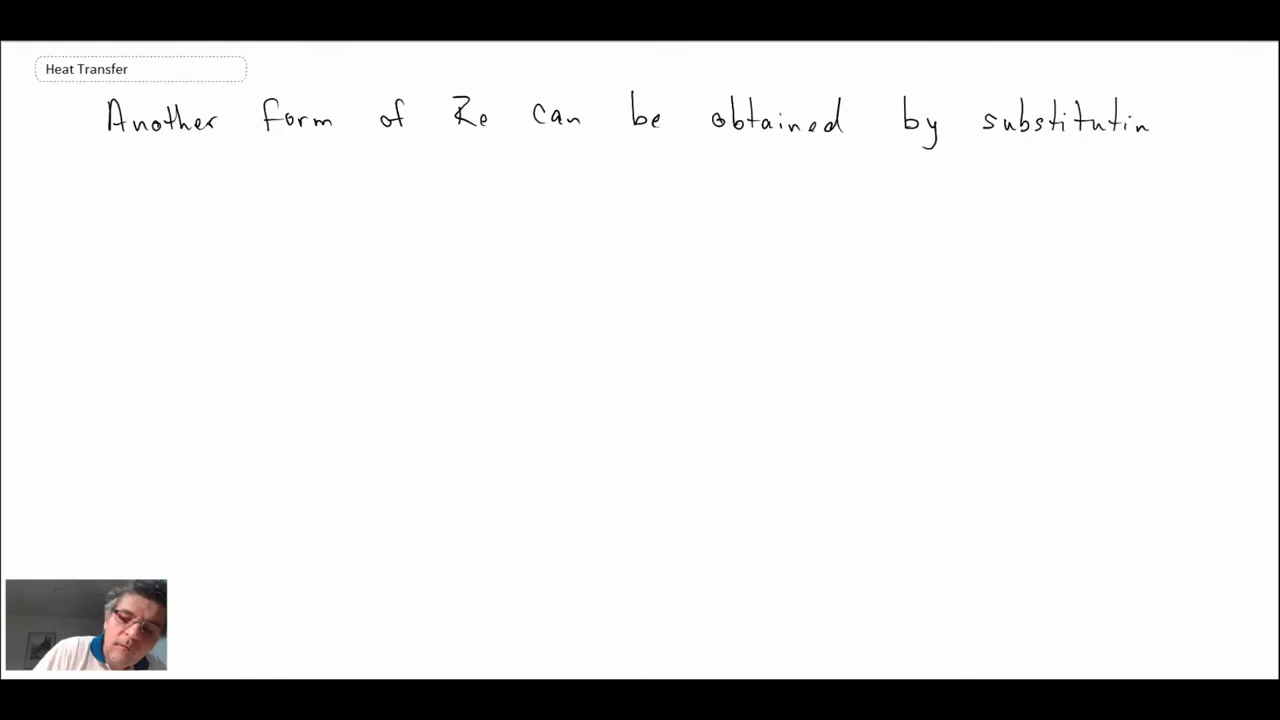 Heat Transfer
Another form of Re can be obtained by substitutin